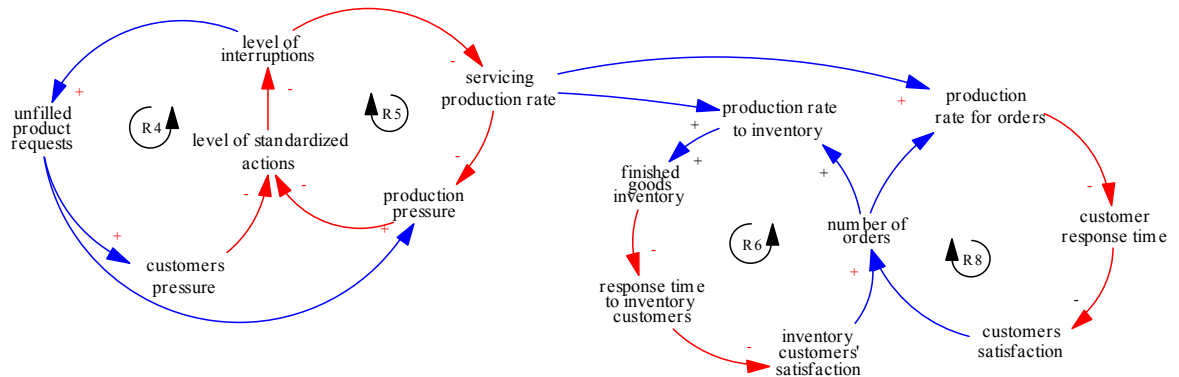 level of
interruptions
-
servicing
production rate
+
unfilled
product
requests
R4
-
R5
level of standardized
actions
-
-
-
production
pressure
+
+
customers
pressure
production rate
to inventory
+
+
production
rate for orders
+
+
finished
goods
inventory
-
customer
response time
number of
orders
R6
R8
-
+
response time
to inventory
customers
-
-
inventory
customers'
satisfaction
customers
satisfaction